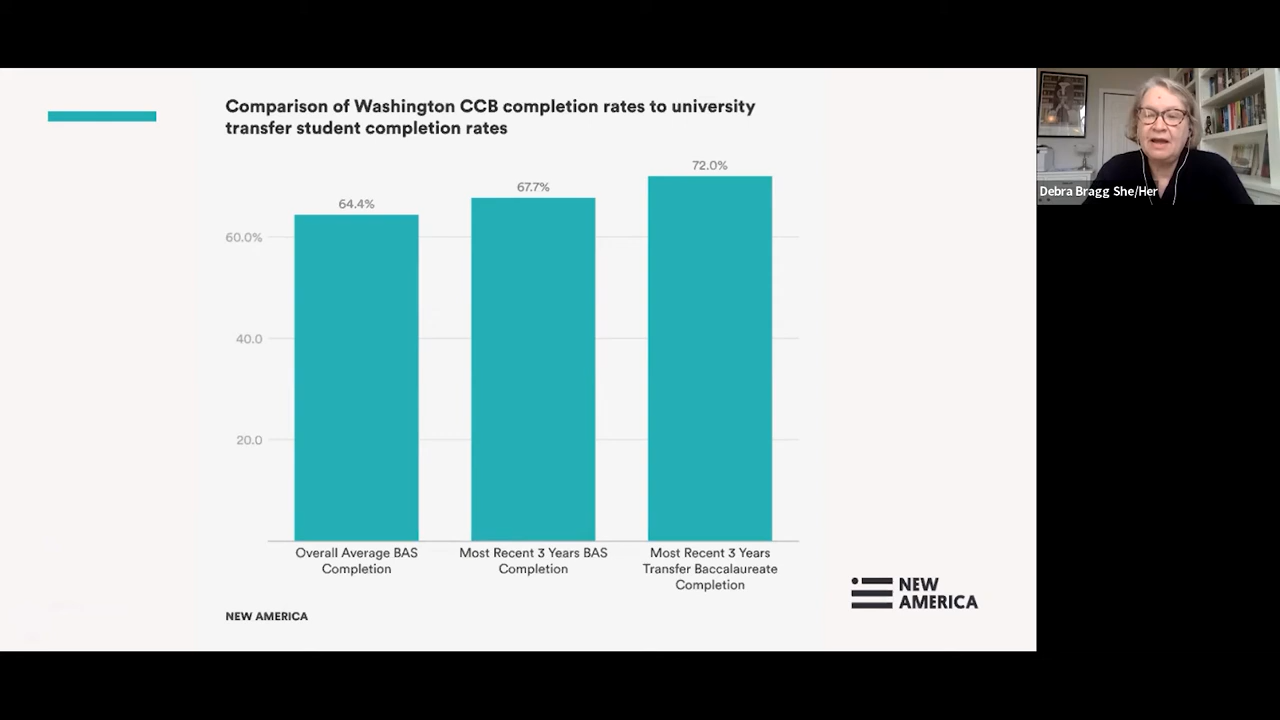 Comparison of Washington CCB completion rates to university
transfer student completion rates
64.4%
67.7%
72.0%
60.0%
40.0
20.0
Overall Average BAS
Completion
Most Recent 3 Years BAS
Completion
Most Recent 3 Years
Transfer Baccalaureate
Completion
NEW AMERICA
NEW
AMERICA
Debra Bragg She/Her